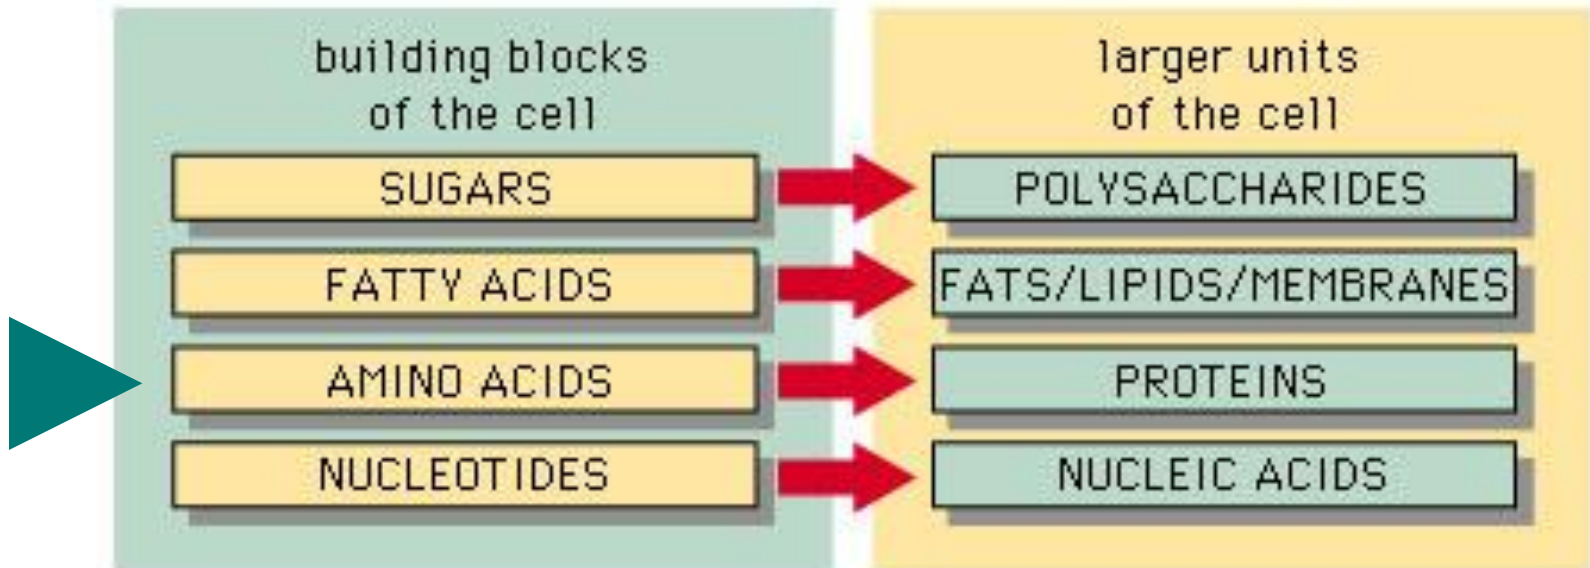 building blocks
of the cell
SUGARS
FATTY ACIDS
AMINO ACIDS
NUCLEOTIDES
larger units
of the cell
POLYSACCHARIDES
FATS/LIPIDS/MEMBRANES
PROTEINS
NUCLEIC ACIDS